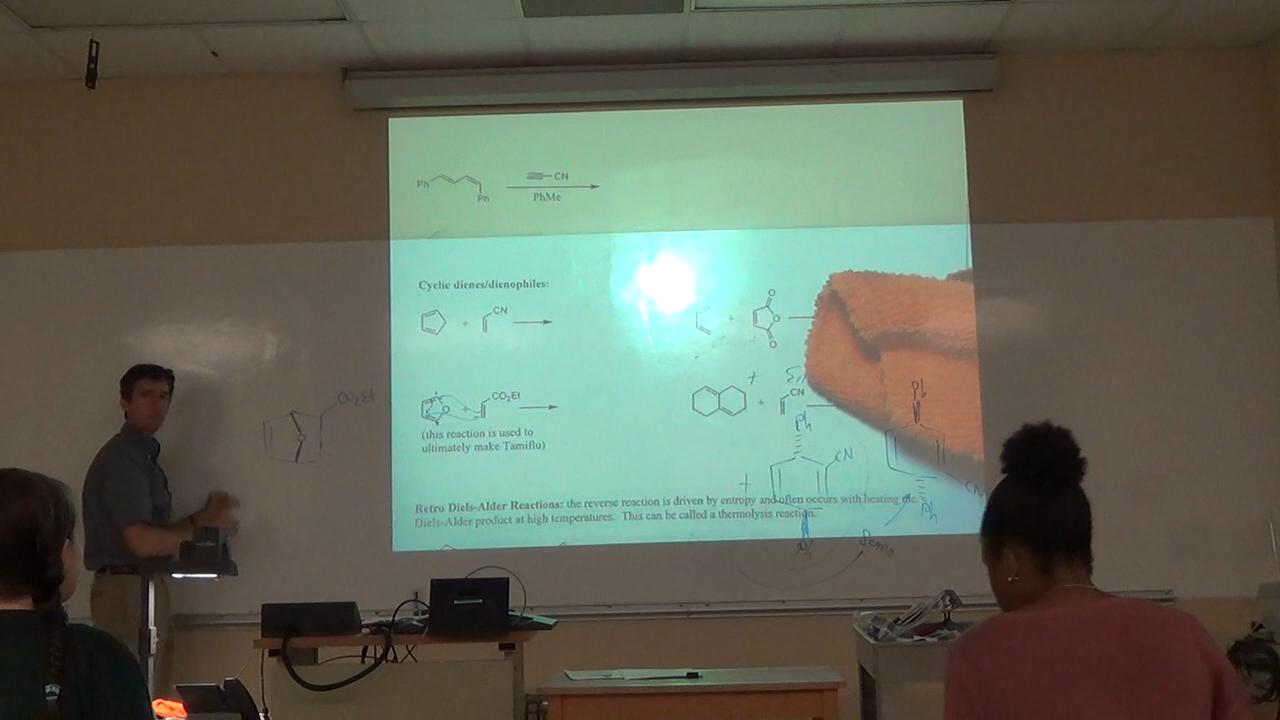 ≡—CN
Ph
Ph
PhMe
Cyclic dienes/dienophiles:
CN
+
O
+
O
O
+
CO₂Et
+
CO₂Et
+
CN
(this reaction is used to
ultimately make Tamiflu)
Ph
Ph
CN
+
CN
Ph
Retro Diels-Alder Reactions: the reverse reaction is driven by entropy and often occurs with heating the
Diels-Alder product at high temperatures. This can be called a thermolysis reaction.
Ph